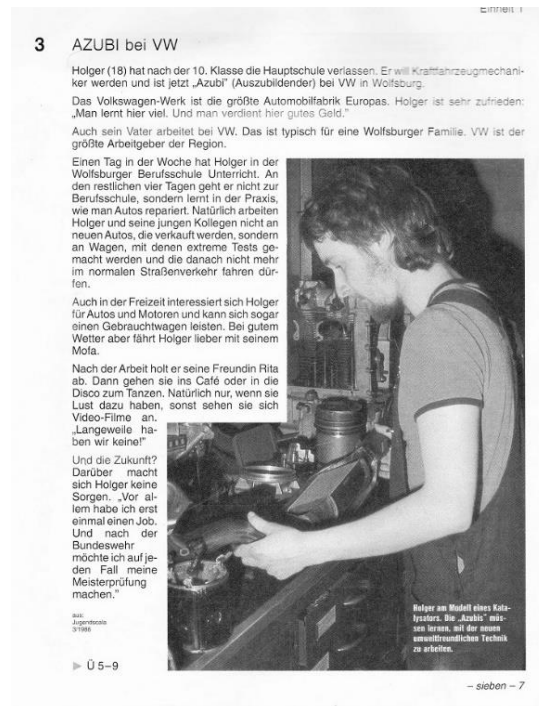 Einheit 1
3 AZUBI bei VW
Holger (18) hat nach der 10. Klasse die Hauptschule verlassen. Er will Kraftfahrzeugmechani-
ker werden und ist jetzt „Azubi" (Auszubildender) bei VW in Wolfsburg.
Das Volkswagen-Werk ist die größte Automobilfabrik Europas. Holger ist sehr zufrieden:
„Man lernt hier viel. Und man verdient hier gutes Geld."
Auch sein Vater arbeitet bei VW. Das ist typisch für eine Wolfsburger Familie. VW ist der
größte Arbeitgeber der Region.
Einen Tag in der Woche hat Holger in der
Wolfsburger Berufsschule Unterricht. An
den restlichen vier Tagen geht er nicht zur
Berufsschule, sondern lernt in der Praxis,
wie man Autos repariert. Natürlich arbeiten
Holger und seine jungen Kollegen nicht an
neuen Autos, die verkauft werden, sondern
an Wagen, mit denen extreme Tests ge-
macht werden und die danach nicht mehr
im normalen Straßenverkehr fahren dür-
fen.
Auch in der Freizeit interessiert sich Holger
für Autos und Motoren und kann sich sogar
einen Gebrauchtwagen leisten. Bei gutem
Wetter aber fährt Holger lieber mit seinem
Mofa.
Nach der Arbeit holt er seine Freundin Rita
ab. Dann gehen sie ins Café oder in die
Disco zum Tanzen. Natürlich nur, wenn sie
Lust dazu haben, sonst sehen sie sich
Video-Filme an.
„Langeweile ha-
ben wir keine!"
Und die Zukunft?
Darüber macht
sich Holger keine
Sorgen. „Vor al-
lem habe ich erst
einmal einen Job.
Und nach der
Bundeswehr
möchte ich auf je-
den Fall meine
Meisterprüfung
machen."
aus:
Jugendscala
3/1986
Holger am Modell eines Kata-
lysators. Die „Azubis" müs-
sen lernen, mit der neuen
umweltfreundlichen Technik
zu arbeiten.
▶ Ü 5–9
– sieben – 7